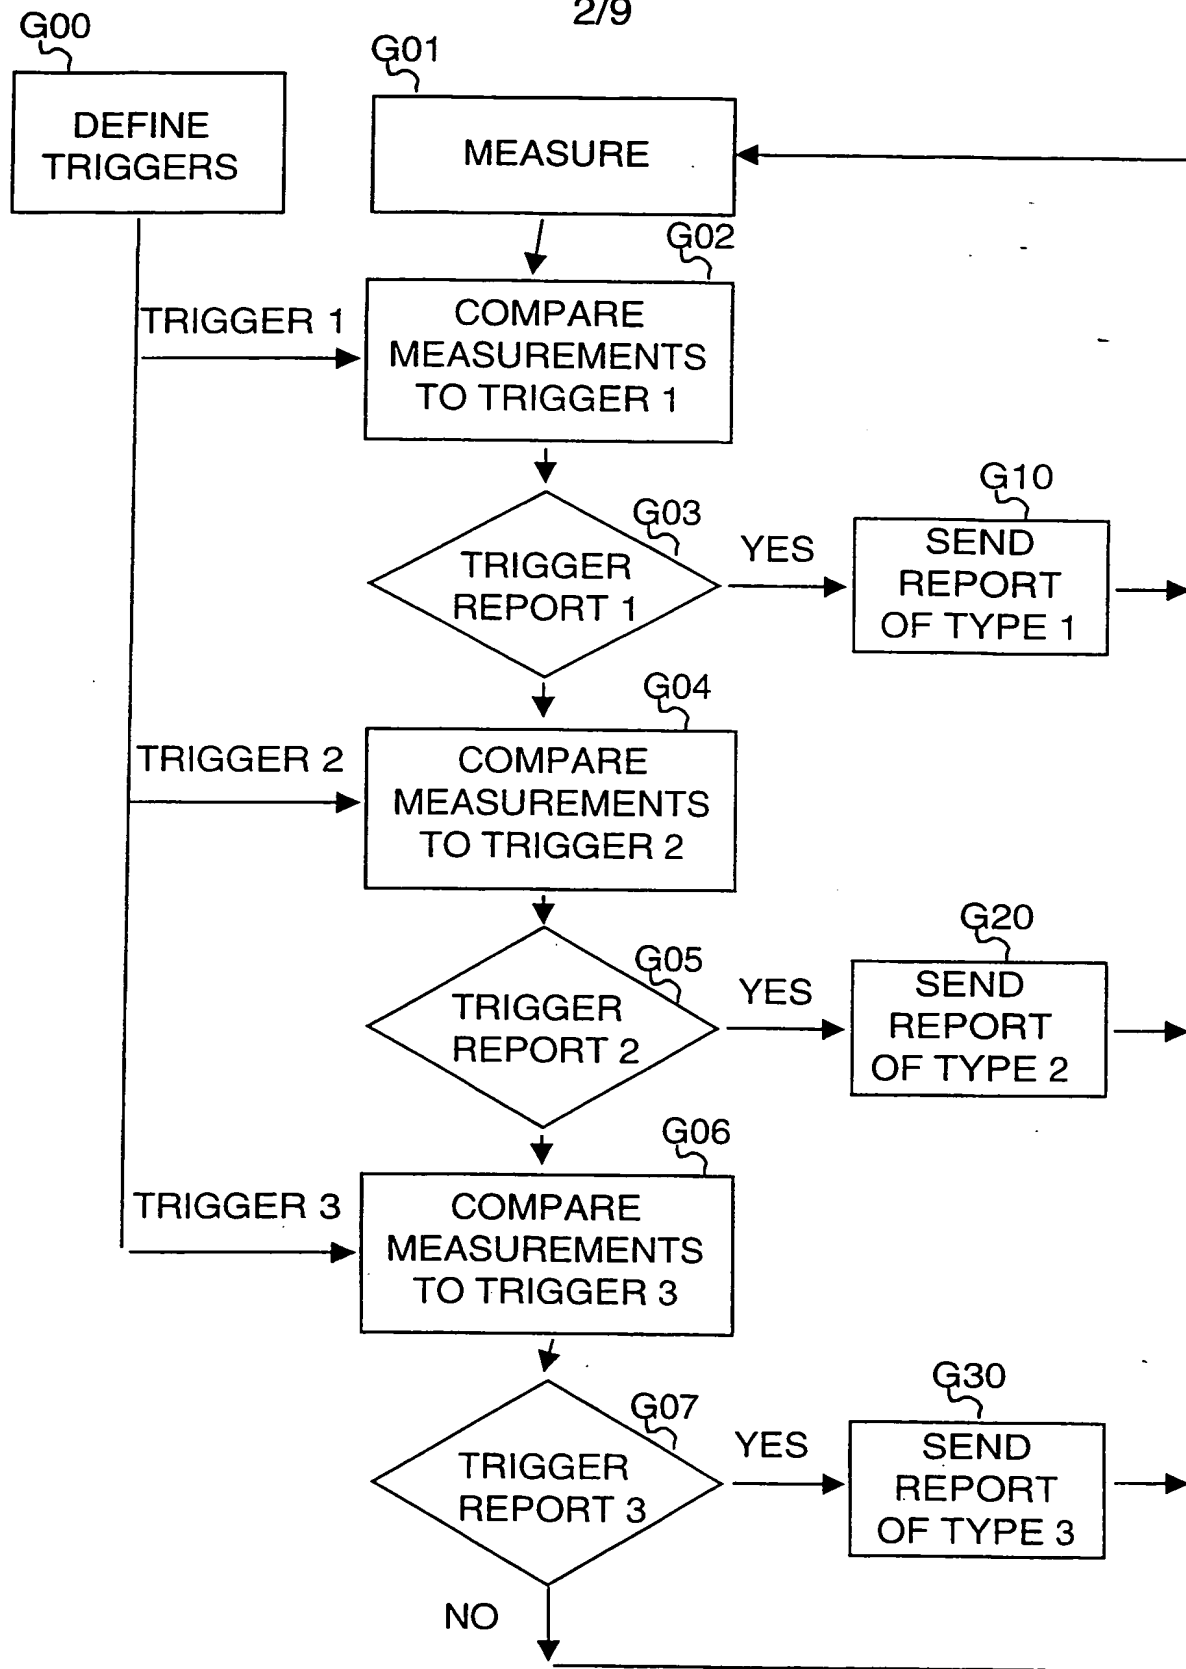 2/9
G00
G01
DEFINE
TRIGGERS
MEASURE
G02
TRIGGER 1
COMPARE
MEASUREMENTS
TO TRIGGER 1
G03
TRIGGER
REPORT 1
YES
G10
SEND
REPORT
OF TYPE 1
G04
TRIGGER 2
COMPARE
MEASUREMENTS
TO TRIGGER 2
G05
TRIGGER
REPORT 2
YES
G20
SEND
REPORT
OF TYPE 2
G06
TRIGGER 3
COMPARE
MEASUREMENTS
TO TRIGGER 3
G07
TRIGGER
REPORT 3
YES
G30
SEND
REPORT
OF TYPE 3
NO